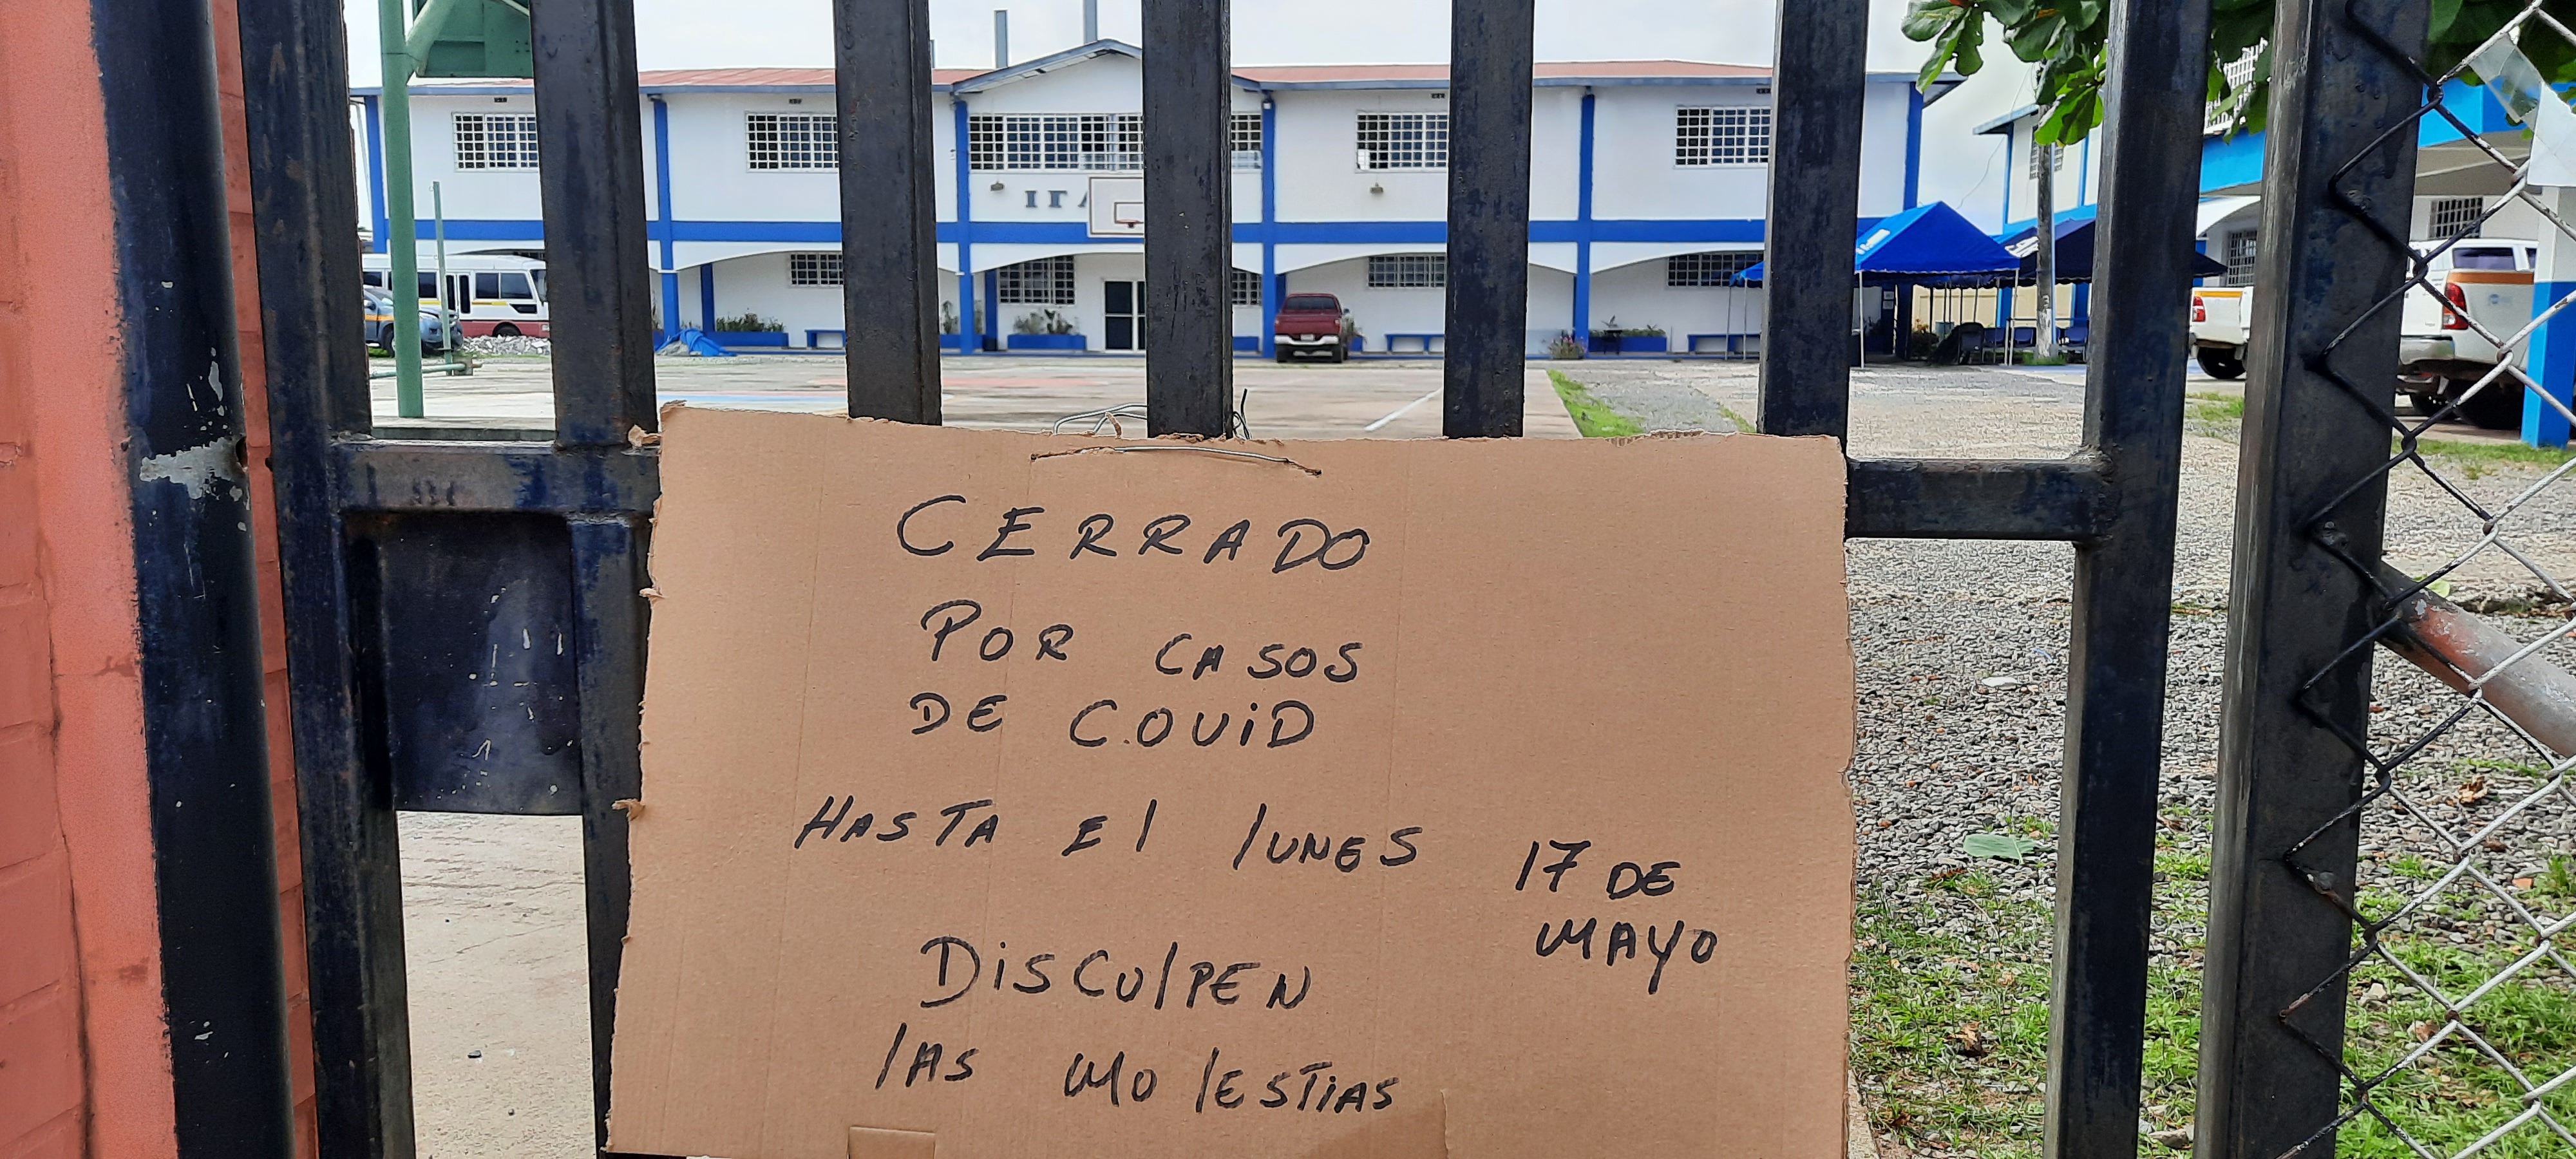 CERRADO
POR CASOS
DE COVID
HASTA El lUNES 17 DE
MAYO
DiSCUlPEN
lAS MOlESTiAS